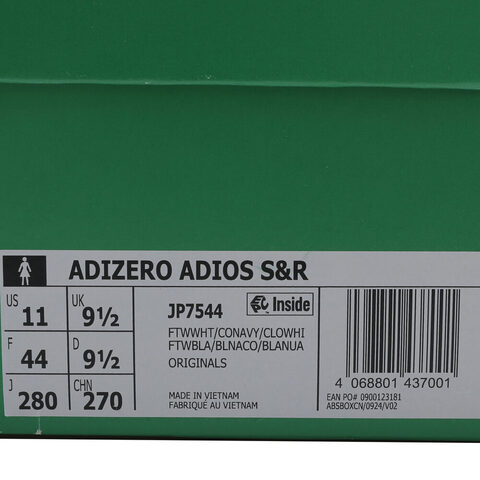 ADIZERO ADIOS S&R
US 11
UK 9½
F 44
D 9½
J 280
CHN 270
JP7544
Inside
FTWWHT/CONAVY/CLOWHI
FTWBLA/BLNACO/BLANUA
ORIGINALS
MADE IN VIETNAM
FABRIQUÉ AU VIETNAM
4 068801 437001
EAN PO# 0900123181
ABSBOXCN/0924/V02